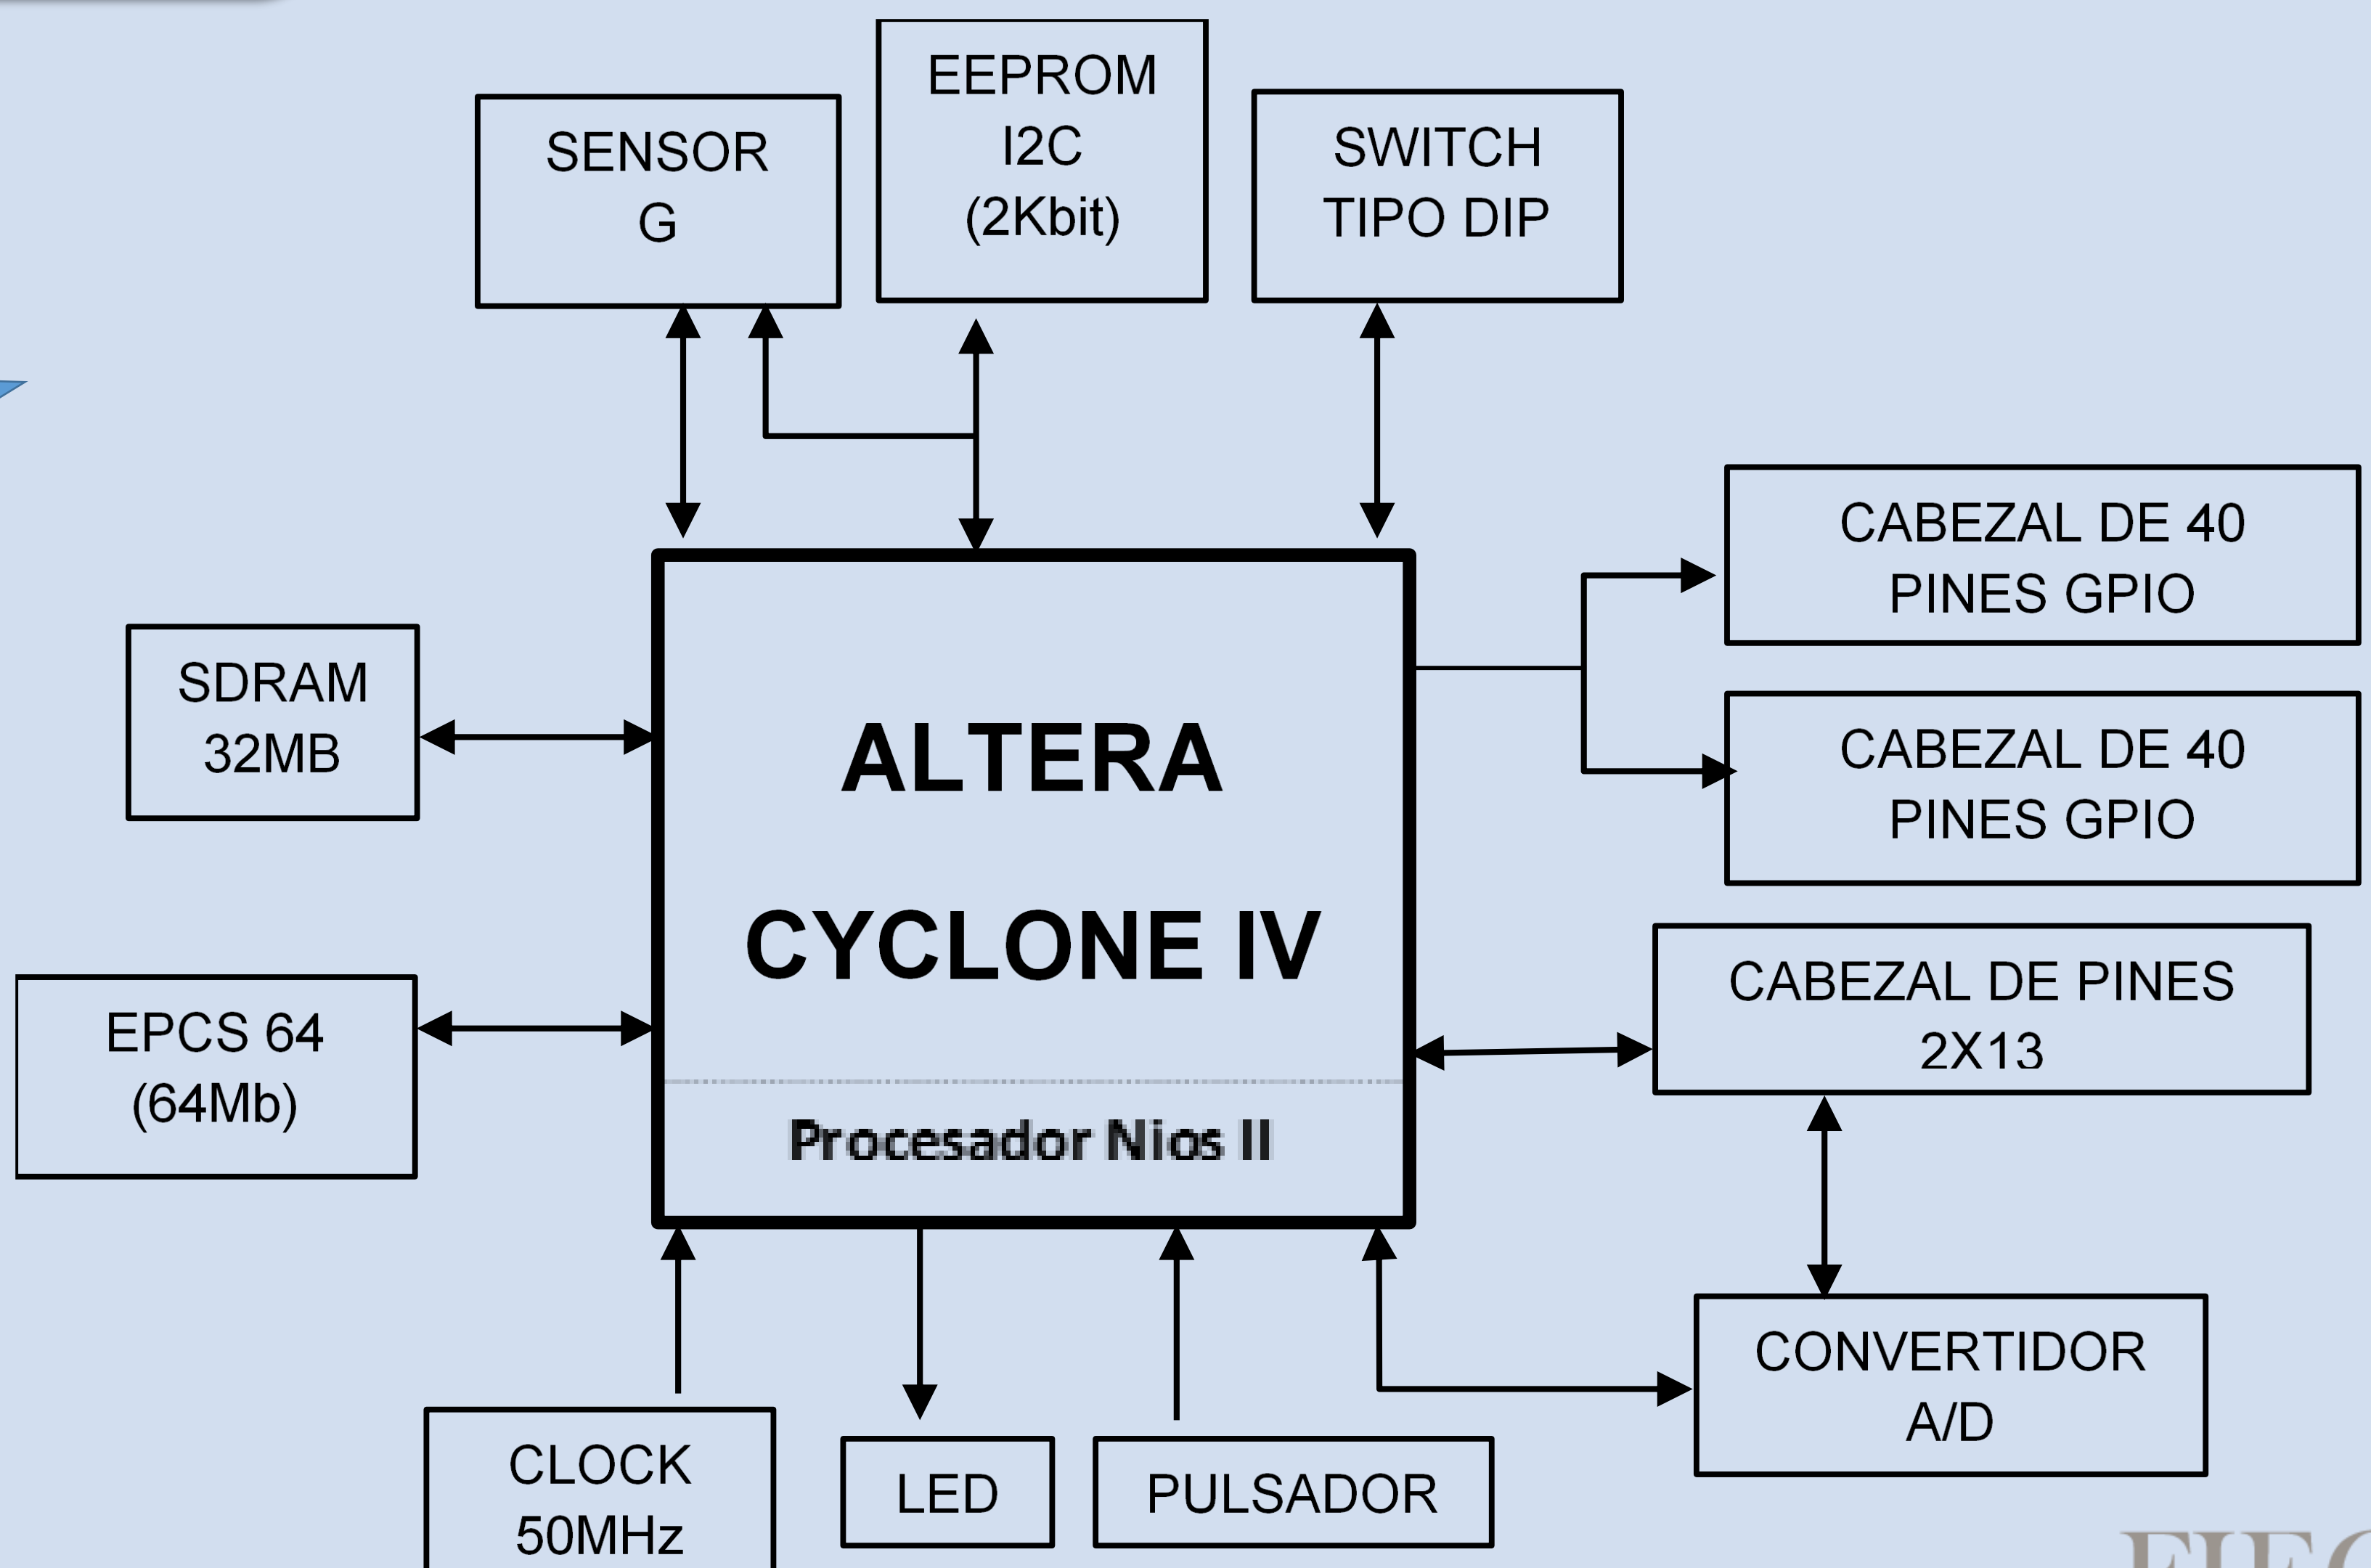 EEPROM
I2C
(2Kbit)
SENSOR
G
SWITCH
TIPO DIP
CABEZAL DE 40
PINES GPIO
SDRAM
32MB
ALTERA
CYCLONE IV
CABEZAL DE 40
PINES GPIO
EPCS 64
(64Mb)
CABEZAL DE PINES
2X13
Procesador Nios II
CONVERTIDOR
A/D
CLOCK
50MHz
LED
PULSADOR